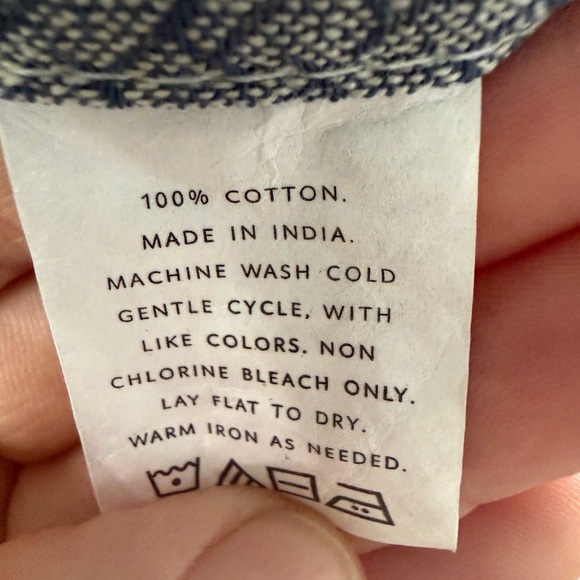 100% COTTON.
MADE IN INDIA.
MACHINE WASH COLD
GENTLE CYCLE, WITH
LIKE COLORS. NON
CHLORINE BLEACH ONLY.
LAY FLAT TO DRY.
WARM IRON AS NEEDED.